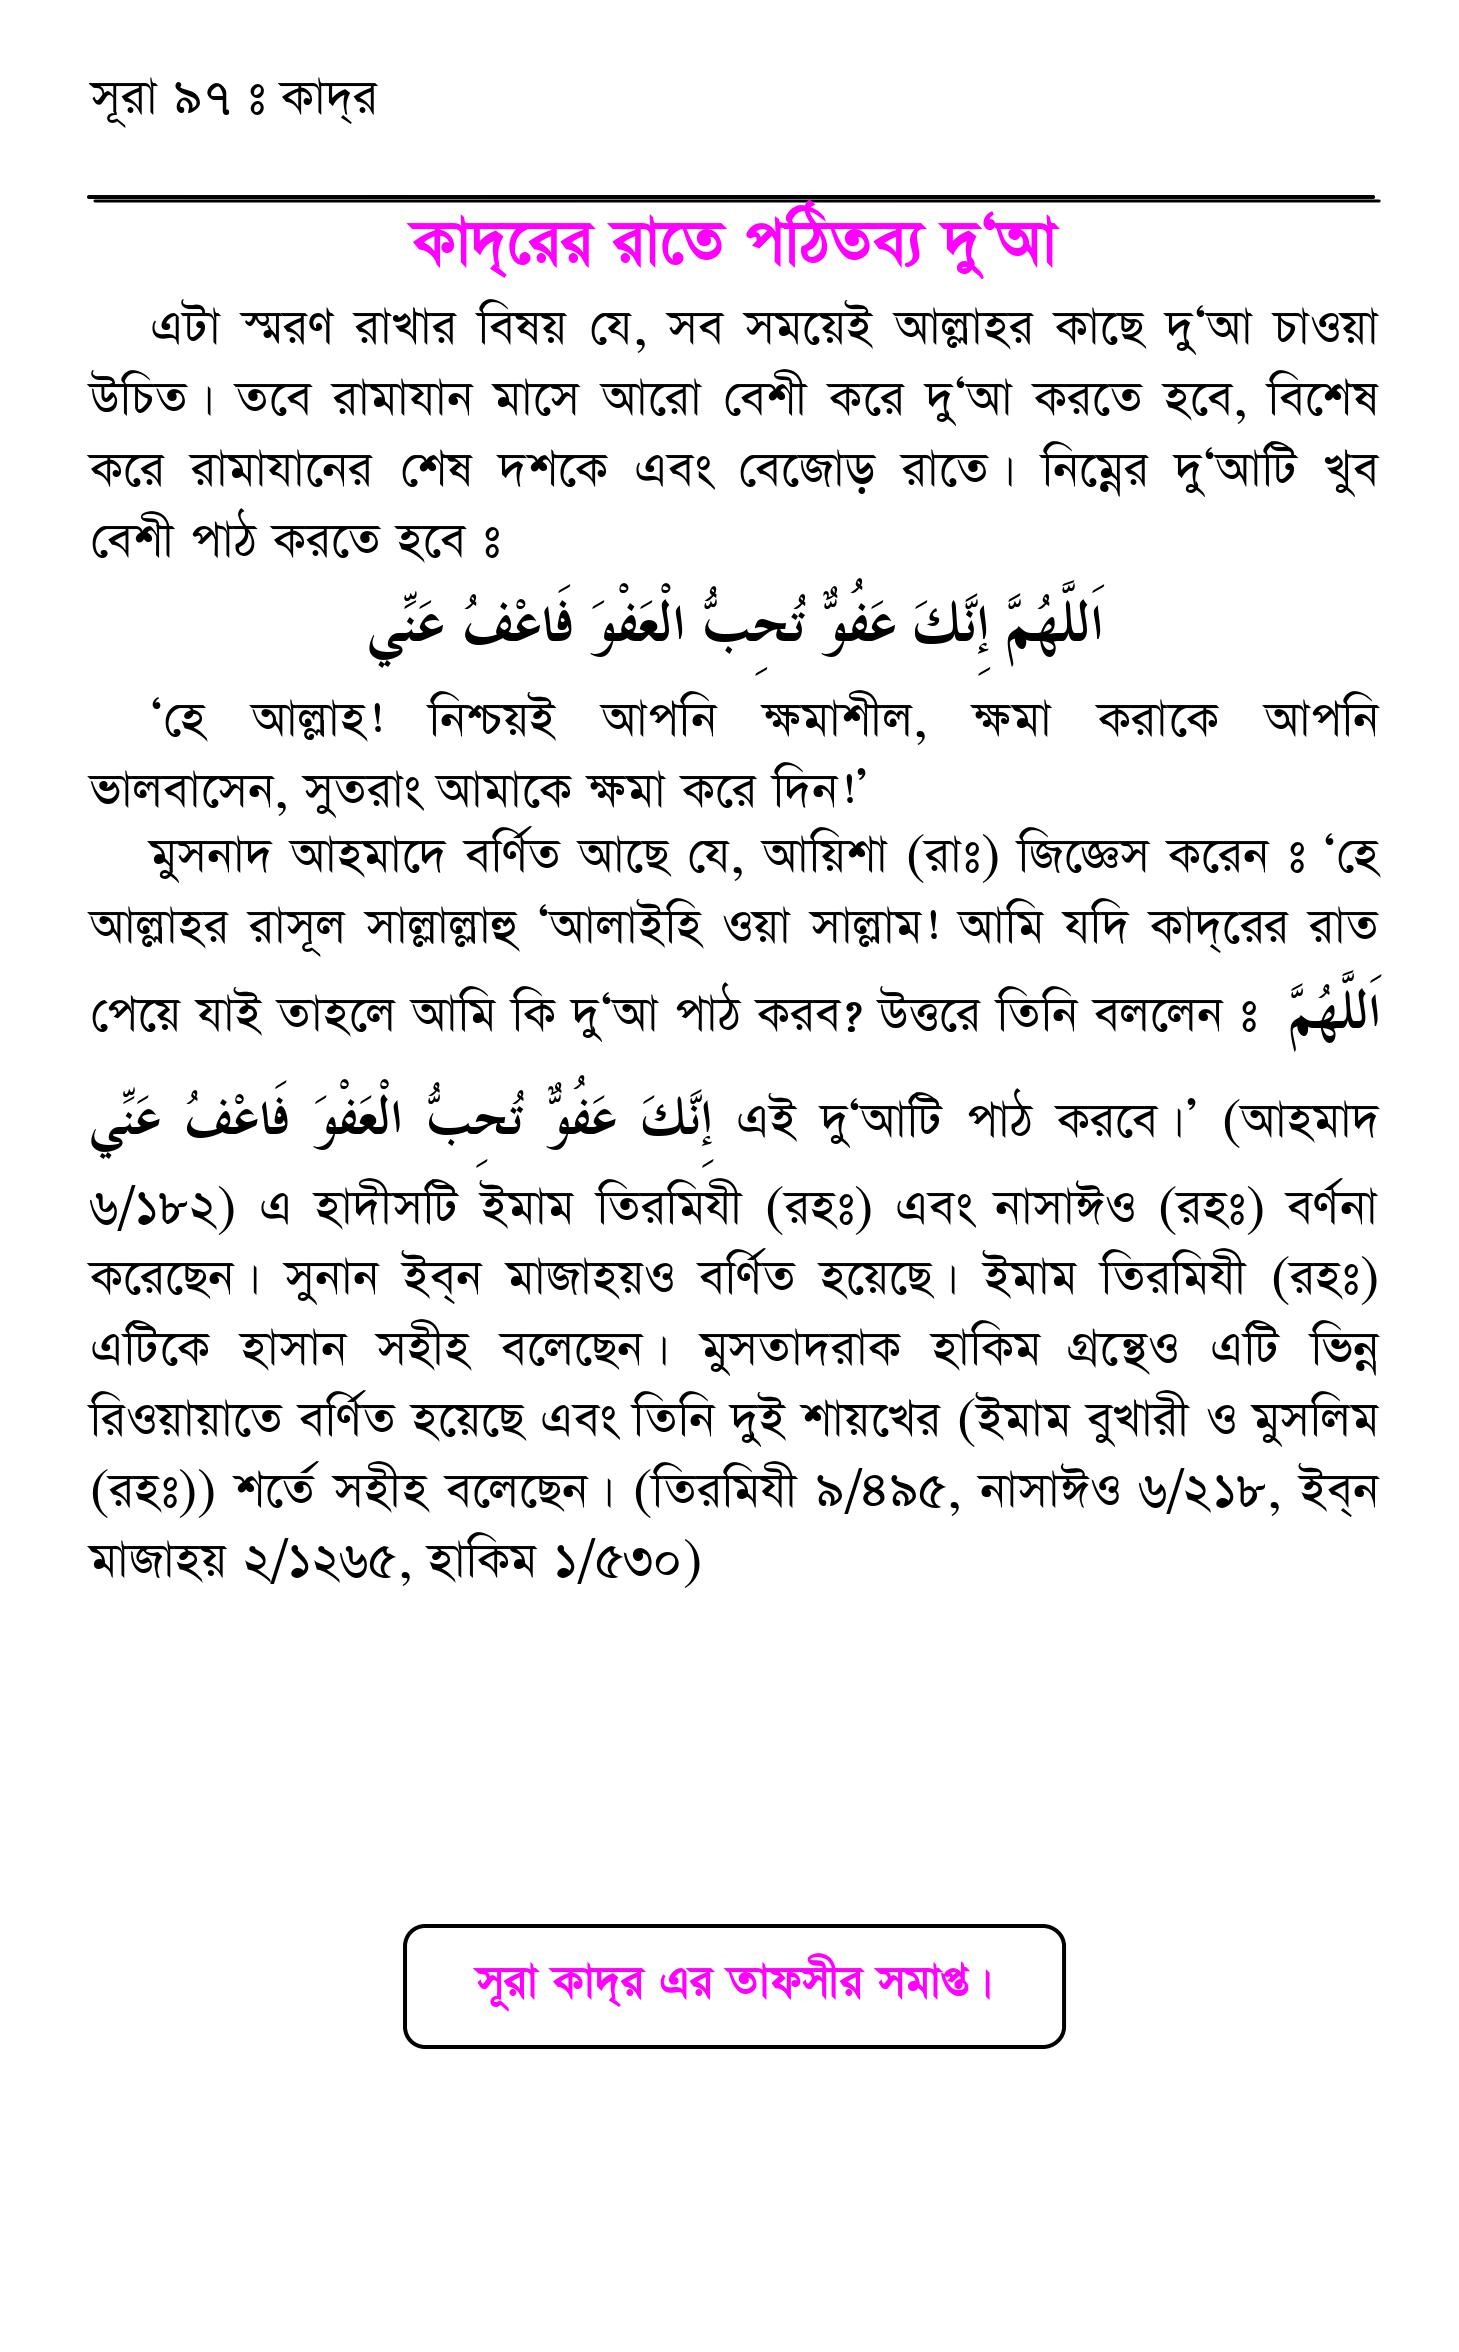 সূরা ৯৭ ঃ কাদ্‌র
কাদ্‌রের রাতে পঠিতব্য দু‘আ
এটা স্মরণ রাখার বিষয় যে, সব সময়েই আল্লাহর কাছে দু‘আ চাওয়া
উচিত। তবে রামাযান মাসে আরো বেশী করে দু‘আ করতে হবে, বিশেষ
করে রামাযানের শেষ দশকে এবং বেজোড় রাতে। নিম্নের দু‘আটি খুব
বেশী পাঠ করতে হবে ঃ
اَللَّهُمَّ إِنَّكَ عَفُوٌّ تُحِبُّ الْعَفْوَ فَاعْفُ عَنِّي
‘হে আল্লাহ! নিশ্চয়ই আপনি ক্ষমাশীল, ক্ষমা করাকে আপনি
ভালবাসেন, সুতরাং আমাকে ক্ষমা করে দিন!’
মুসনাদ আহমাদে বর্ণিত আছে যে, আয়িশা (রাঃ) জিজ্ঞেস করেন ঃ ‘হে
আল্লাহর রাসূল সাল্লাল্লাহু ‘আলাইহি ওয়া সাল্লাম! আমি যদি কাদ্‌রের রাত
পেয়ে যাই তাহলে আমি কি দু‘আ পাঠ করব? উত্তরে তিনি বললেন ঃ اَللَّهُمَّ
إِنَّكَ عَفُوٌّ تُحِبُّ الْعَفْوَ فَاعْفُ عَنِّي এই দু‘আটি পাঠ করবে।’ (আহমাদ
৬/১৮২) এ হাদীসটি ইমাম তিরমিযী (রহঃ) এবং নাসাঈও (রহঃ) বর্ণনা
করেছেন। সুনান ইব্‌ন মাজাহয়ও বর্ণিত হয়েছে। ইমাম তিরমিযী (রহঃ)
এটিকে হাসান সহীহ বলেছেন। মুসতাদরাক হাকিম গ্রন্থেও এটি ভিন্ন
রিওয়ায়াতে বর্ণিত হয়েছে এবং তিনি দুই শায়খের (ইমাম বুখারী ও মুসলিম
(রহঃ)) শর্তে সহীহ বলেছেন। (তিরমিযী ৯/৪৯৫, নাসাঈও ৬/২১৮, ইব্‌ন
মাজাহয় ২/১২৬৫, হাকিম ১/৫৩০)
সূরা কাদ্‌র এর তাফসীর সমাপ্ত।